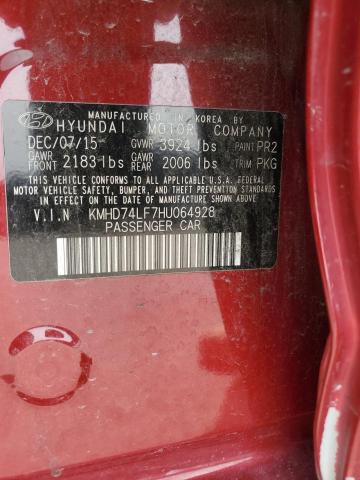 MANUFACTURED IN KOREA BY
HYUNDAI MOTOR COMPANY
DEC/07/15 GVWR 3924 lbs PAINT PR2
GAWR FRONT 2183 lbs GAWR REAR 2006 lbs TRIM PKG
THIS VEHICLE CONFORMS TO ALL APPLICABLE FEDERAL
MOTOR VEHICLE SAFETY, BUMPER, AND THEFT PREVENTION STANDARDS
IN EFFECT ON THE DATE OF MANUFACTURE SHOWN ABOVE.
V.I.N KMHD74LF7HU064928
PASSENGER CAR